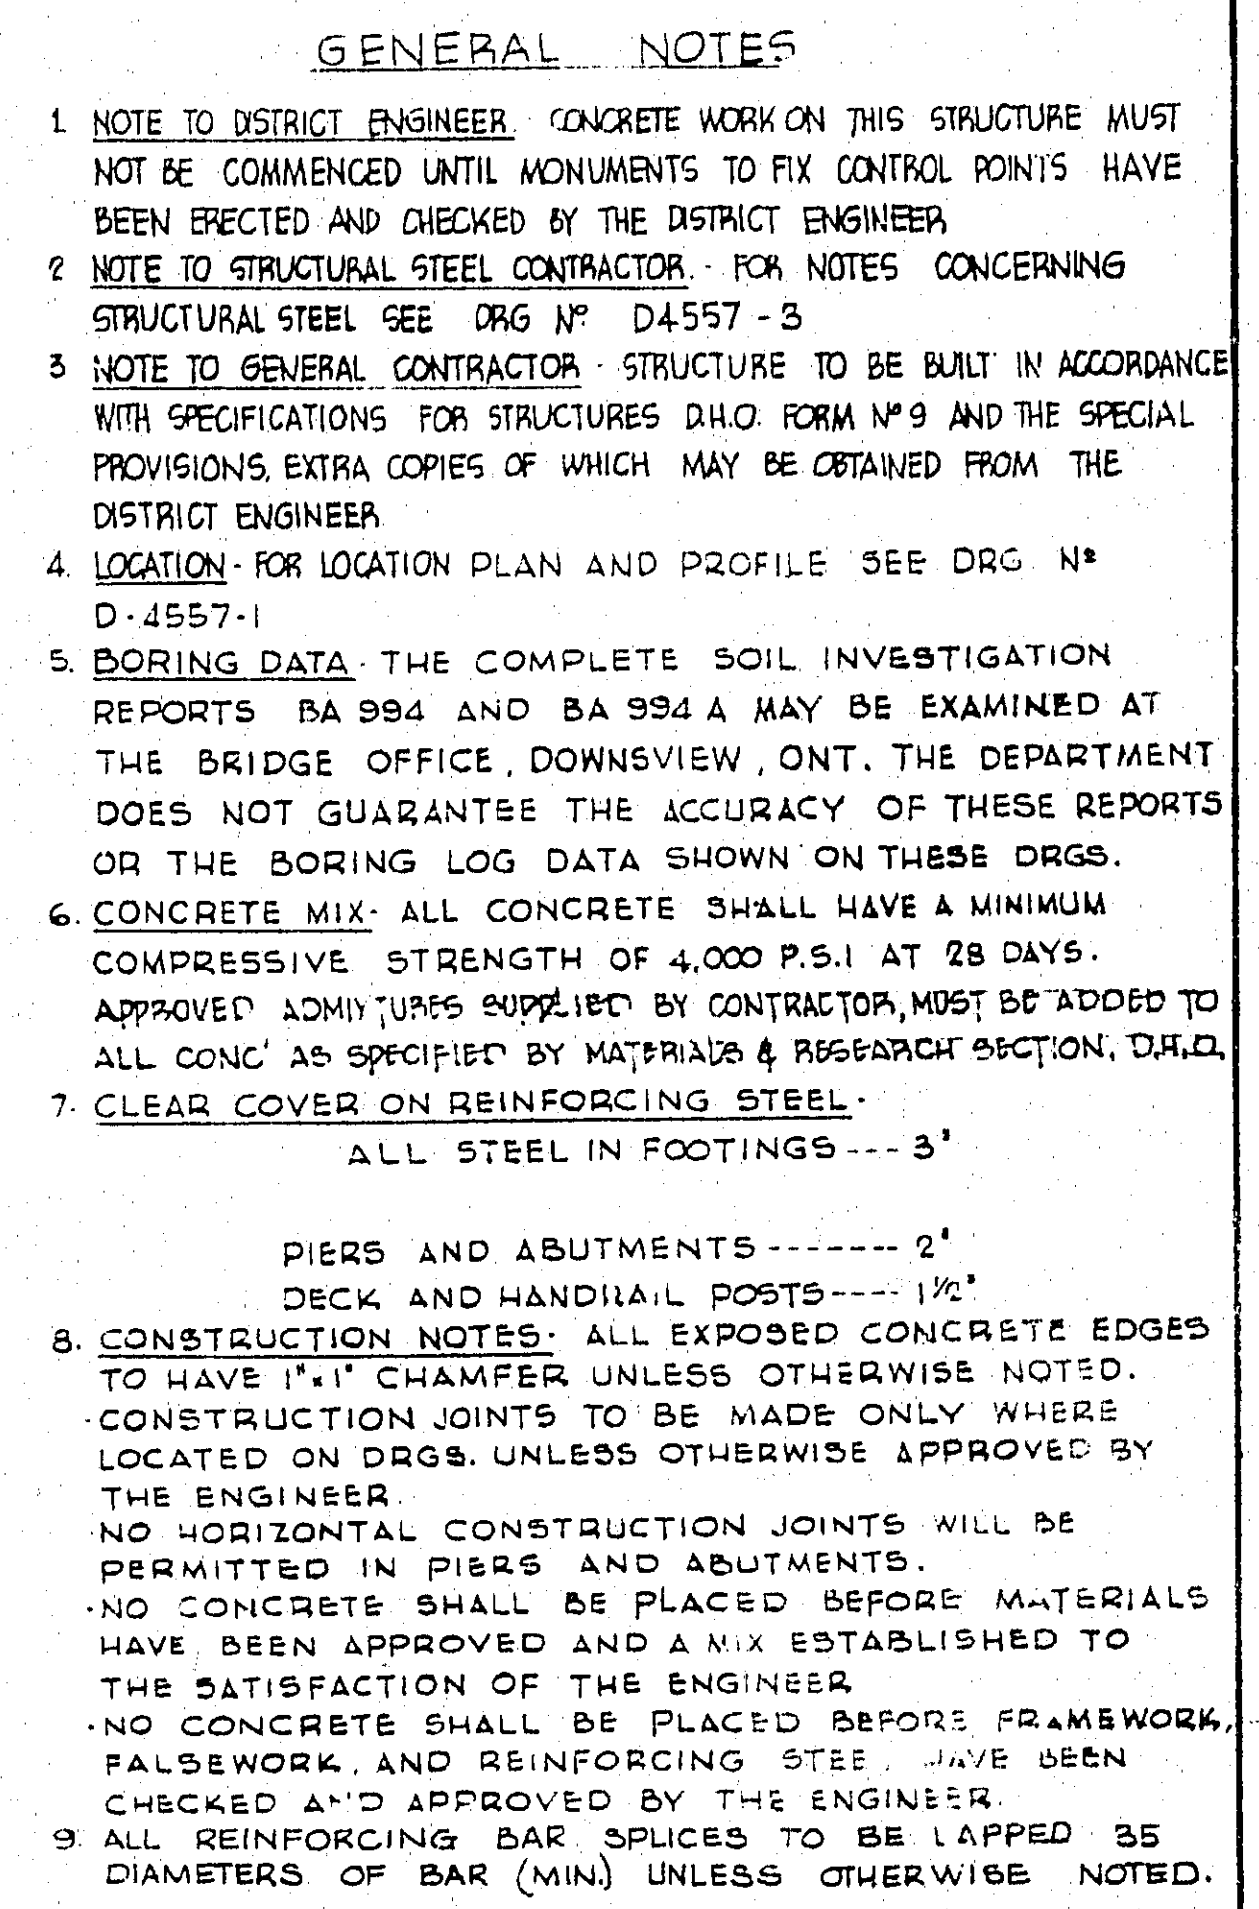 GENERAL NOTES
1 NOTE TO DISTRICT ENGINEER. CONCRETE WORK ON THIS STRUCTURE MUST
NOT BE COMMENCED UNTIL MONUMENTS TO FIX CONTROL POINTS HAVE
BEEN ERECTED AND CHECKED BY THE DISTRICT ENGINEER
2 NOTE TO STRUCTURAL STEEL CONTRACTOR. - FOR NOTES CONCERNING
STRUCTURAL STEEL SEE DRG Nº D4557-3
3 NOTE TO GENERAL CONTRACTOR - STRUCTURE TO BE BUILT IN ACCORDANCE
WITH SPECIFICATIONS FOR STRUCTURES D.H.O. FORM Nº 9 AND THE SPECIAL
PROVISIONS, EXTRA COPIES OF WHICH MAY BE OBTAINED FROM THE
DISTRICT ENGINEER
4. LOCATION - FOR LOCATION PLAN AND PROFILE SEE DRG Nº
D-4557-1
5. BORING DATA - THE COMPLETE SOIL INVESTIGATION
REPORTS BA 994 AND BA 994 A MAY BE EXAMINED AT
THE BRIDGE OFFICE, DOWNSVIEW, ONT. THE DEPARTMENT
DOES NOT GUARANTEE THE ACCURACY OF THESE REPORTS
OR THE BORING LOG DATA SHOWN ON THESE DRGS.
6. CONCRETE MIX - ALL CONCRETE SHALL HAVE A MINIMUM
COMPRESSIVE STRENGTH OF 4,000 P.S.I AT 28 DAYS.
APPROVED ADMIXTURES SUPPLIED BY CONTRACTOR, MUST BE ADDED TO
ALL CONC' AS SPECIFIED BY MATERIALS & RESEARCH SECTION, D.H.O.
7. CLEAR COVER ON REINFORCING STEEL -
ALL STEEL IN FOOTINGS --- 3"
PIERS AND ABUTMENTS ------- 2"
DECK AND HANDRAIL POSTS ---- 1½"
8. CONSTRUCTION NOTES - ALL EXPOSED CONCRETE EDGES
TO HAVE 1"x1" CHAMFER UNLESS OTHERWISE NOTED.
·CONSTRUCTION JOINTS TO BE MADE ONLY WHERE
LOCATED ON DRGS. UNLESS OTHERWISE APPROVED BY
THE ENGINEER.
·NO HORIZONTAL CONSTRUCTION JOINTS WILL BE
PERMITTED IN PIERS AND ABUTMENTS.
·NO CONCRETE SHALL BE PLACED BEFORE MATERIALS
HAVE BEEN APPROVED AND A MIX ESTABLISHED TO
THE SATISFACTION OF THE ENGINEER
·NO CONCRETE SHALL BE PLACED BEFORE FRAMEWORK,
FALSEWORK, AND REINFORCING STEEL HAVE BEEN
CHECKED AND APPROVED BY THE ENGINEER.
9. ALL REINFORCING BAR SPLICES TO BE LAPPED 35
DIAMETERS OF BAR (MIN.) UNLESS OTHERWISE NOTED.